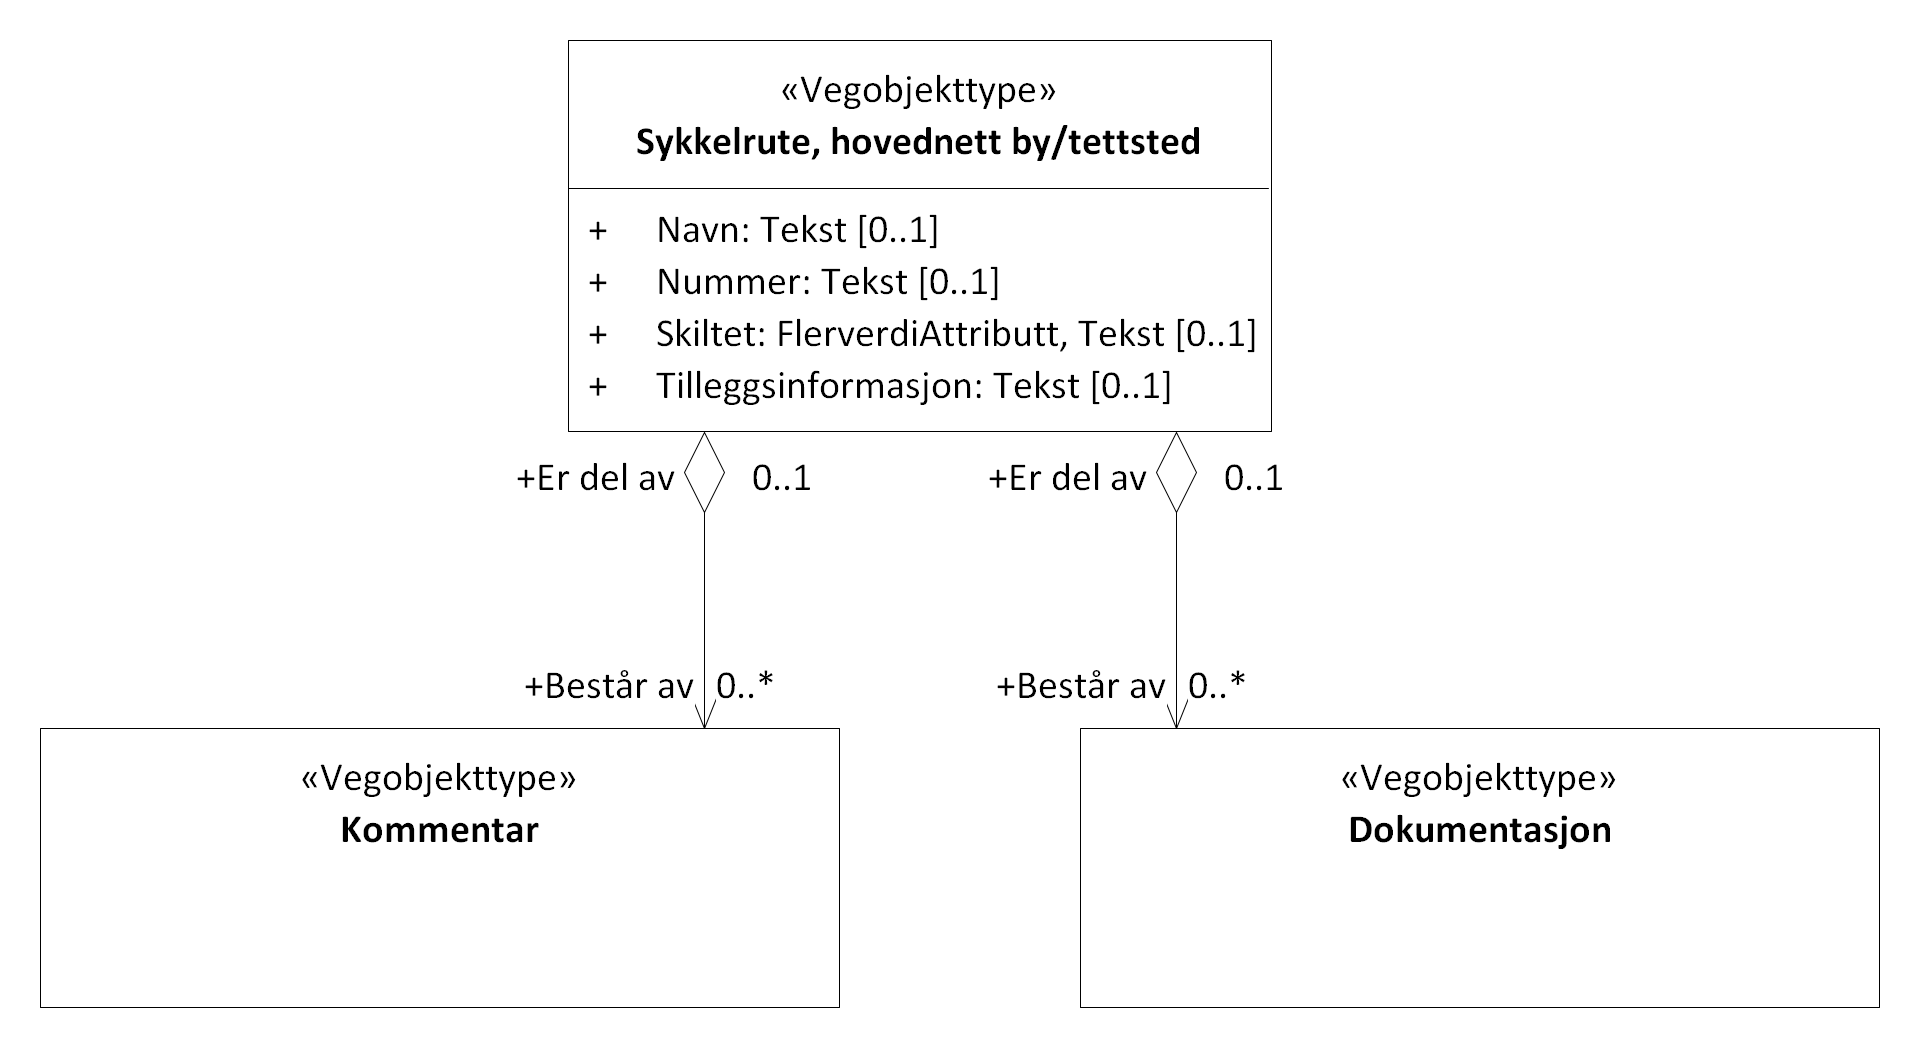 «Vegobjekttype»
Sykkelrute, hovednett by/tettsted
+ Navn: Tekst [0..1]
+ Nummer: Tekst [0..1]
+ Skiltet: FlerverdiAttributt, Tekst [0..1]
+ Tilleggsinformasjon: Tekst [0..1]
+Er del av 0..1
+Er del av 0..1
+Består av 0..*
+Består av 0..*
«Vegobjekttype»
Kommentar
«Vegobjekttype»
Dokumentasjon